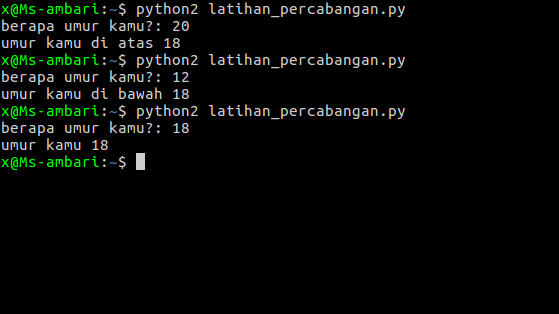 x@Ms-ambari:~$ python2 latihan_percabangan.py
berapa umur kamu?: 20
umur kamu di atas 18
x@Ms-ambari:~$ python2 latihan_percabangan.py
berapa umur kamu?: 12
umur kamu di bawah 18
x@Ms-ambari:~$ python2 latihan_percabangan.py
berapa umur kamu?: 18
umur kamu 18
x@Ms-ambari:~$